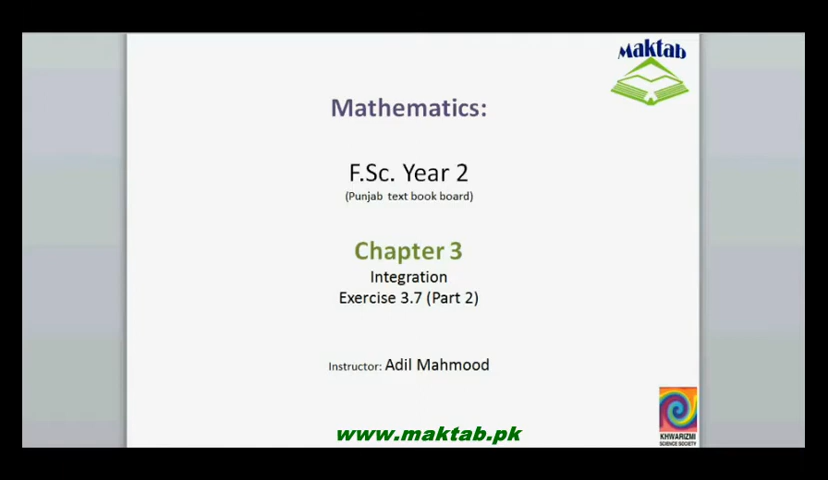 Maktab
Mathematics:
F.Sc. Year 2
(Punjab text book board)
Chapter 3
Integration
Exercise 3.7 (Part 2)
Instructor: Adil Mahmood
www.maktab.pk
KHWARIZMI
SCIENCE SOCIETY